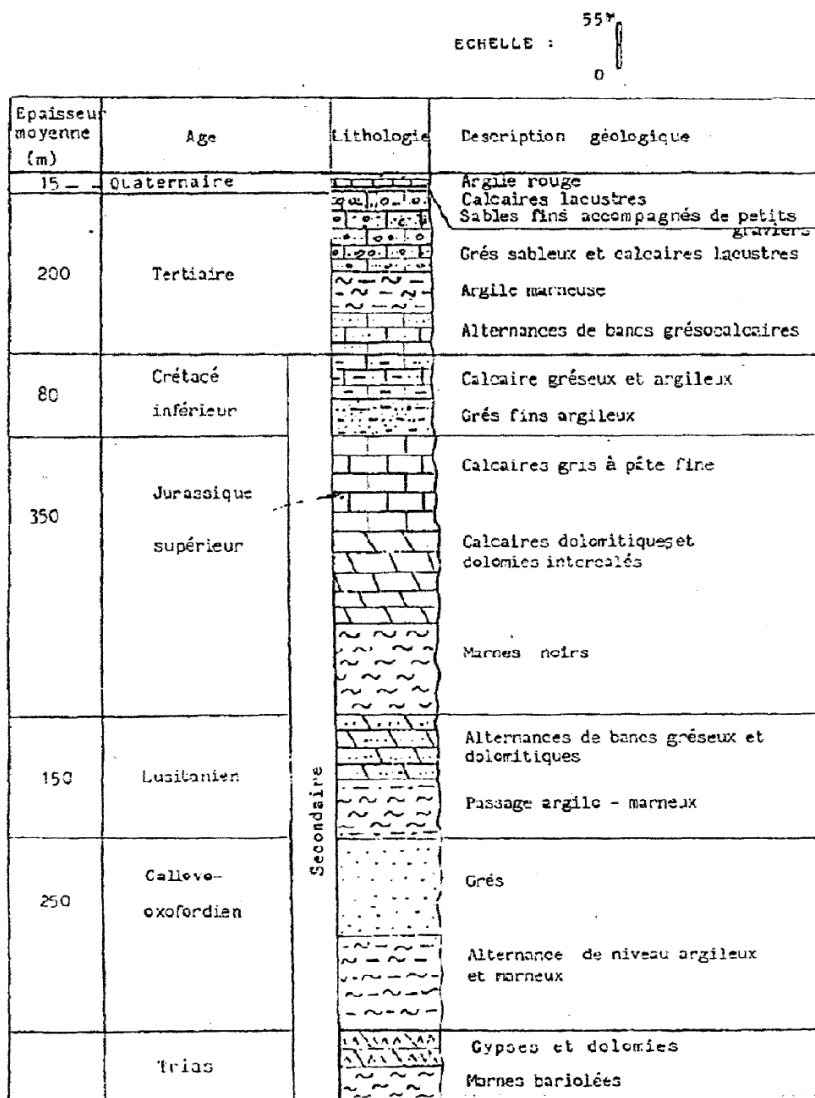 55m
ECHELLE :
0
Epaisseur
moyenne
(m)
Age
Lithologie
Description géologique
15
Quaternaire
Argile rouge
Calcaires lacustres
Sables fins accompagnés de petits
graviers
200
Tertiaire
Grés sableux et calcaires lacustres
Argile marneuse
Alternances de bancs grésocalcaires
80
Crétacé
inférieur
Calcaire gréseux et argileux
Grés fins argileux
350
Jurassique
supérieur
Calcaires gris à pâte fine
Calcaires dolomitiques et
dolomies intercalés
Marnes noirs
150
Lusitanien
Alternances de bancs gréseux et
dolomitiques
Passage argilo - marneux
Secondaire
250
Callovo-
oxofordien
Grés
Alternance de niveau argileux
et marneux
Trias
Gypses et dolomies
Marnes bariolées